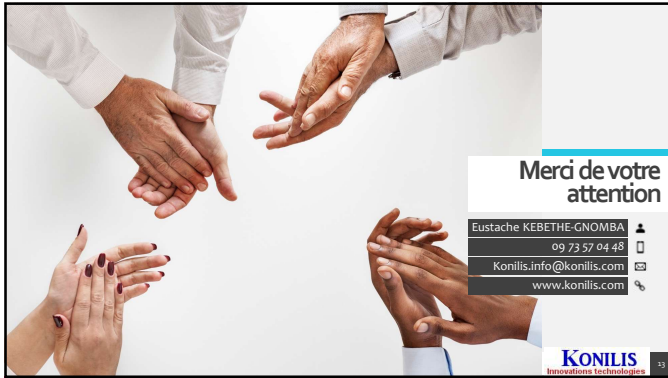 Merci de votre
attention
Eustache KEBETHE-GNOMBA
09 73 57 04 48
Konilis.info@konilis.com
www.konilis.com
KONILIS
Innovations technologies
13